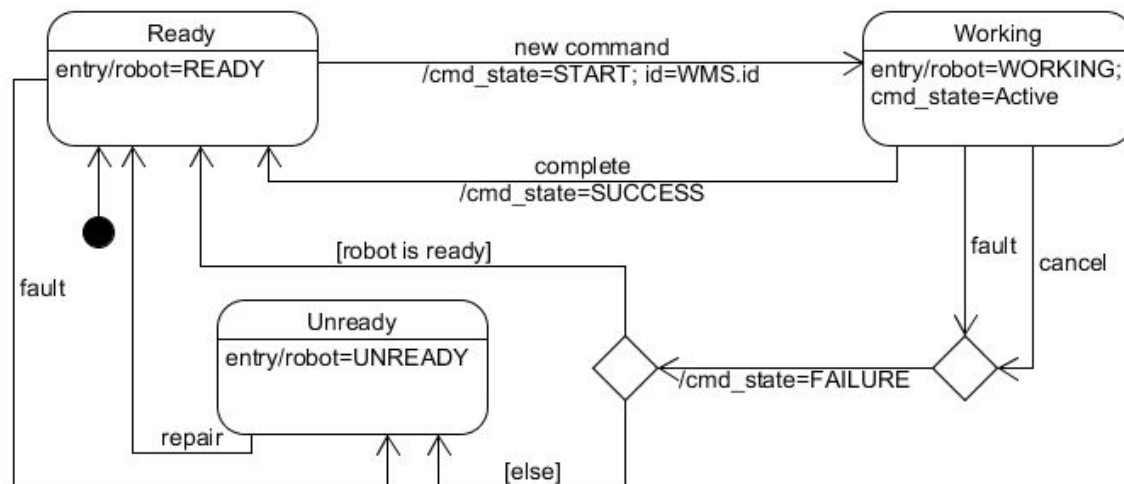 Ready
entry/robot=READY
new command
/cmd_state=START; id=WMS.id
Working
entry/robot=WORKING;
cmd_state=Active
complete
/cmd_state=SUCCESS
fault
[robot is ready]
fault
cancel
Unready
entry/robot=UNREADY
/cmd_state=FAILURE
repair
[else]